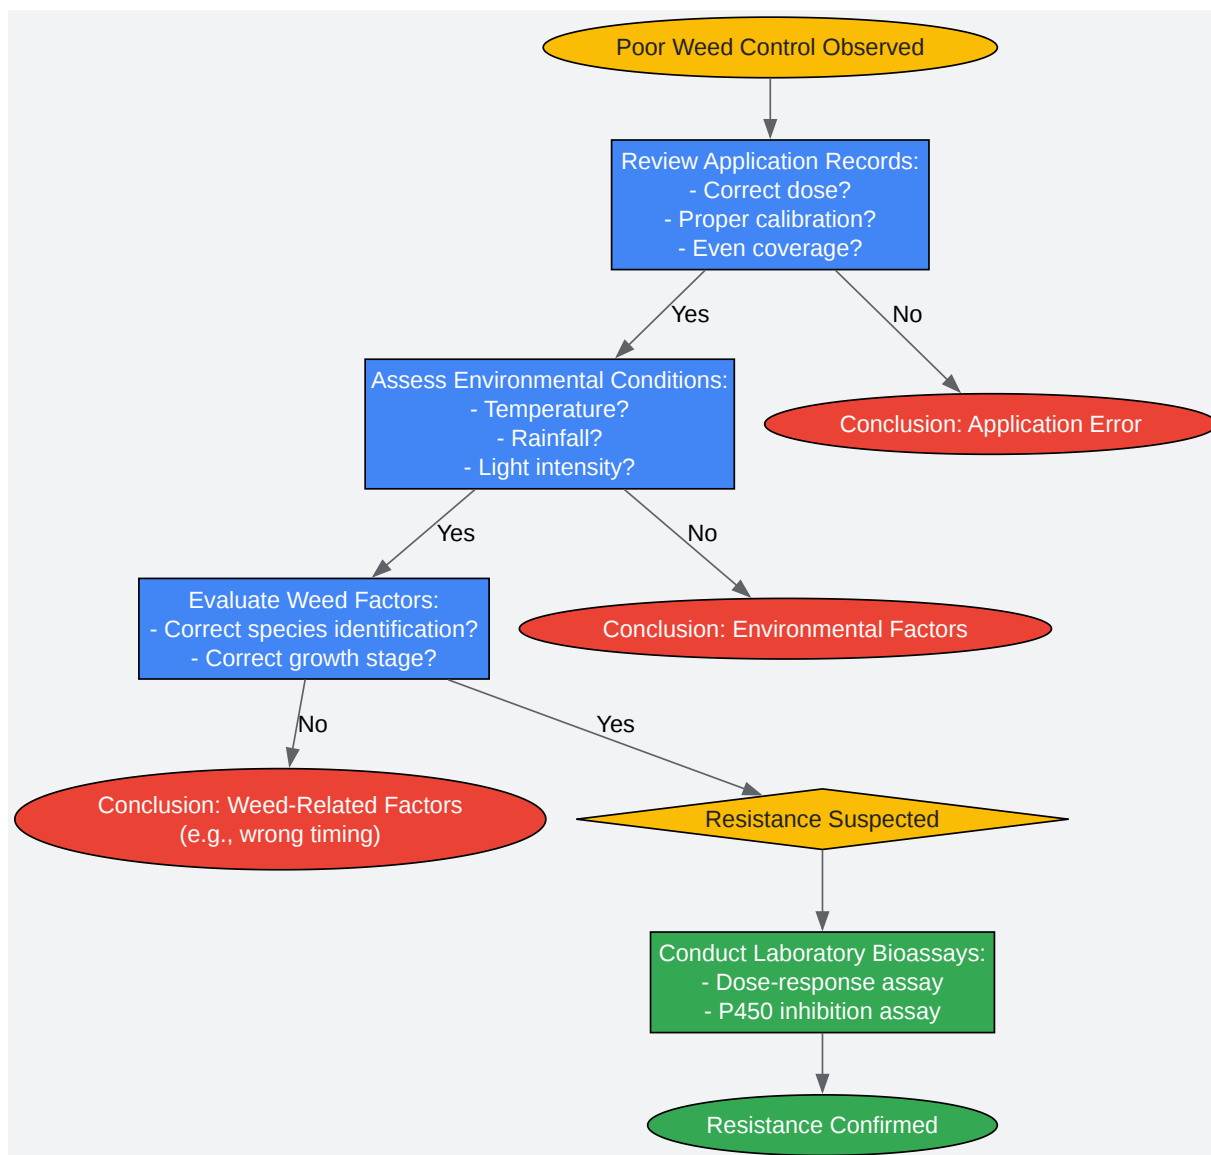 Poor Weed Control Observed
Review Application Records:
- Correct dose?
- Proper calibration?
- Even coverage?
Yes
No
Assess Environmental Conditions:
- Temperature?
- Rainfall?
- Light intensity?
Conclusion: Application Error
Yes
No
Evaluate Weed Factors:
- Correct species identification?
- Correct growth stage?
Conclusion: Environmental Factors
No
Yes
Conclusion: Weed-Related Factors
(e.g., wrong timing)
Resistance Suspected
Conduct Laboratory Bioassays:
- Dose-response assay
- P450 inhibition assay
Resistance Confirmed